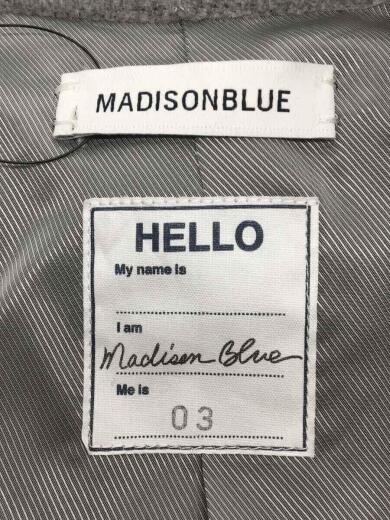 MADISONBLUE
HELLO
My name is
I am
Madison Blue
Me is
03